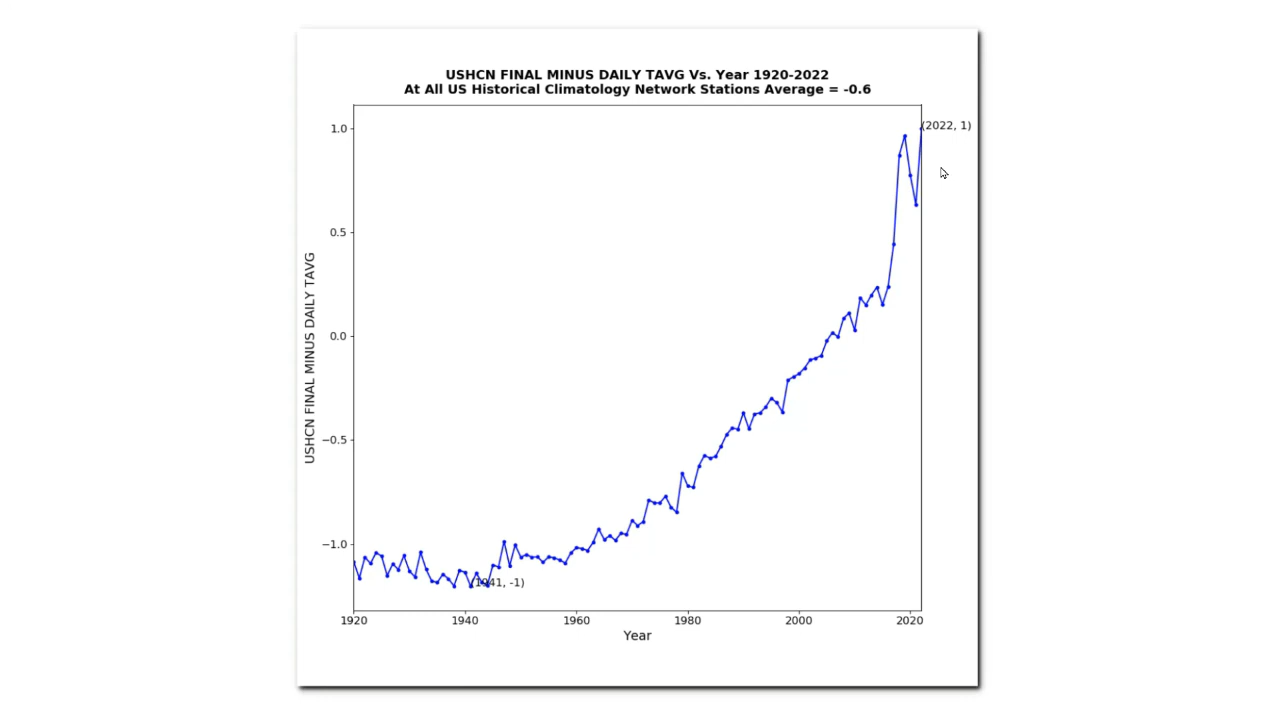 USHCN FINAL MINUS DAILY TAVG Vs. Year 1920-2022
At All US Historical Climatology Network Stations Average = -0.6
(2022, 1)
1.0
0.5
0.0
−0.5
−1.0
USHCN FINAL MINUS DAILY TAVG
(1941, -1)
1920 1940 1960 1980 2000 2020
Year